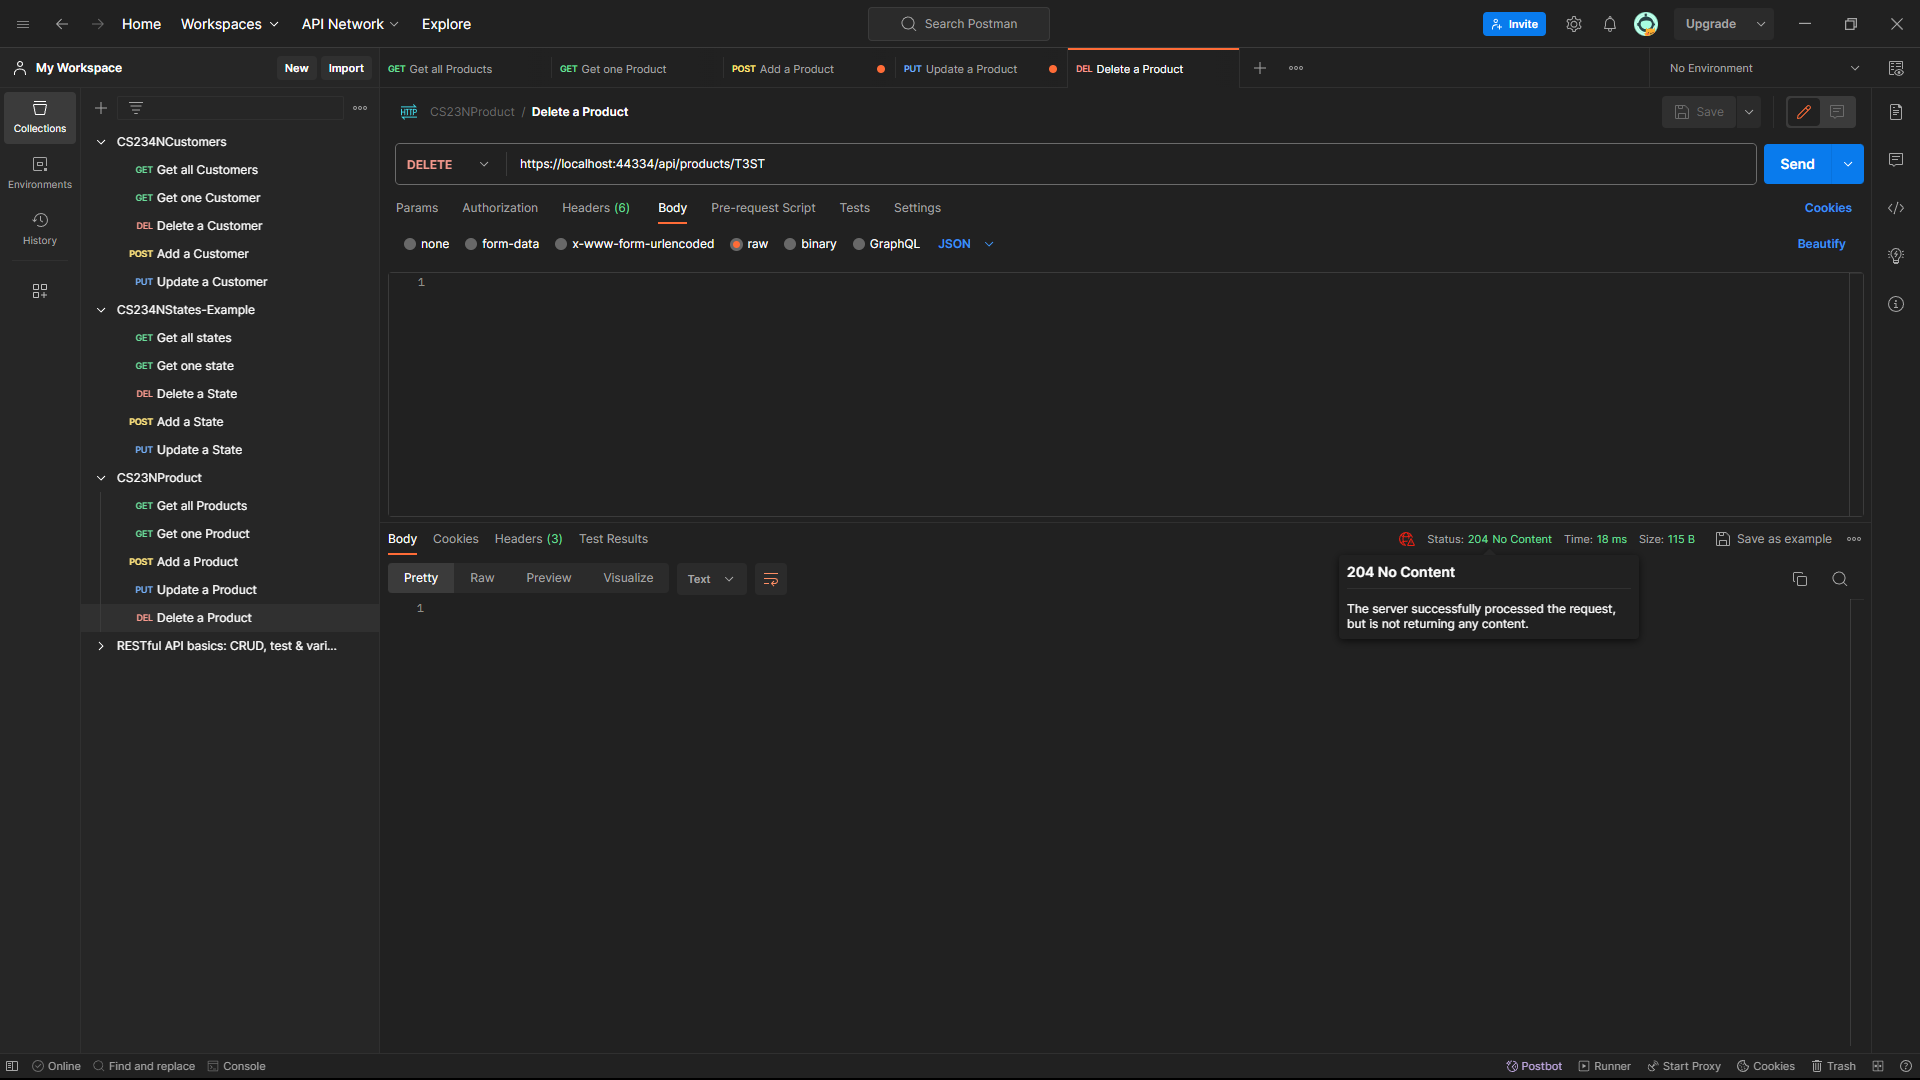 Home
Workspaces
API Network
Explore
Search Postman
Invite
Upgrade
My Workspace
New
Import
GET Get all Products
GET Get one Product
POST Add a Product
PUT Update a Product
DEL Delete a Product
No Environment
Collections
Environments
History
CS234NCustomers
GET Get all Customers
GET Get one Customer
DEL Delete a Customer
POST Add a Customer
PUT Update a Customer
CS234NStates-Example
GET Get all states
GET Get one state
DEL Delete a State
POST Add a State
PUT Update a State
CS23NProduct
GET Get all Products
GET Get one Product
POST Add a Product
PUT Update a Product
DEL Delete a Product
RESTful API basics: CRUD, test & vari...
HTTP CS23NProduct / Delete a Product
Save
DELETE
https://localhost:44334/api/products/T3ST
Send
Params Authorization Headers (6) Body Pre-request Script Tests Settings
Cookies
none form-data x-www-form-urlencoded raw binary GraphQL JSON
Beautify
1
Body Cookies Headers (3) Test Results
Status: 204 No Content Time: 18 ms Size: 115 B
Save as example
Pretty Raw Preview Visualize Text
1
204 No Content
The server successfully processed the request,
but is not returning any content.
Online
Find and replace
Console
Postbot
Runner
Start Proxy
Cookies
Trash